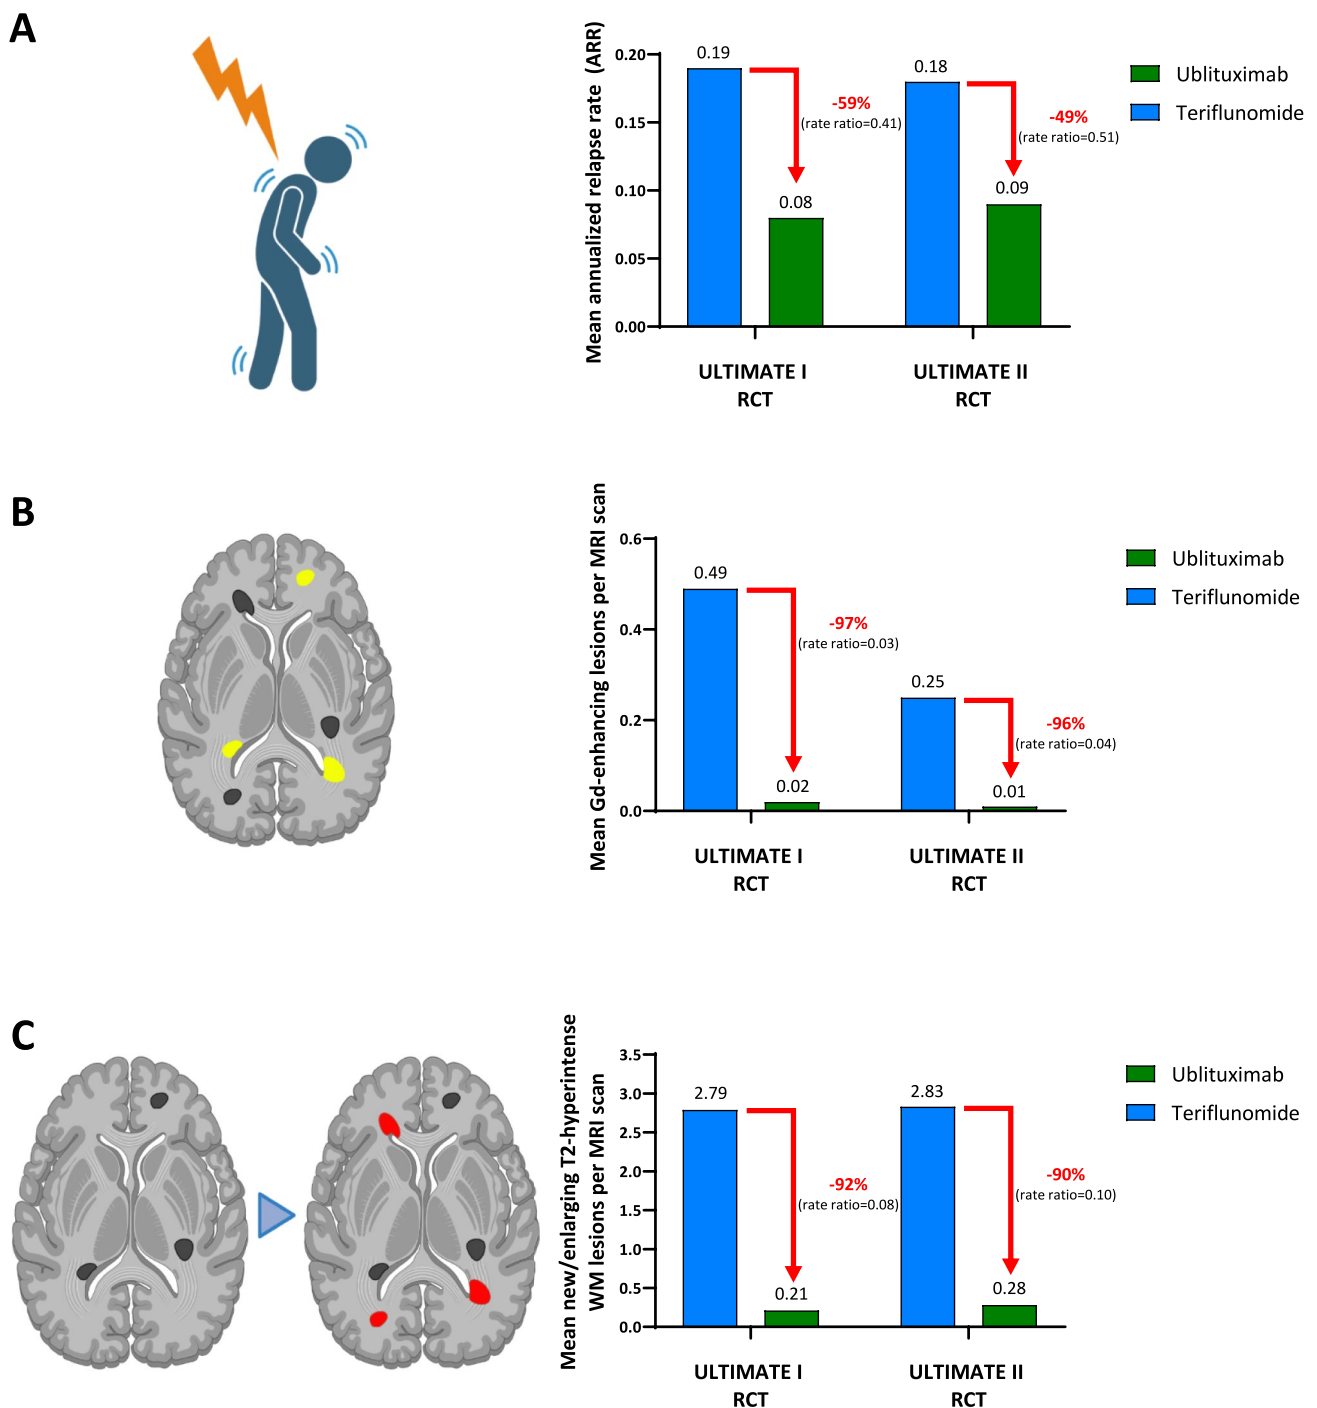 A
Mean annualized relapse rate (ARR)
0.20
0.15
0.10
0.05
0.00
0.19
-59%
(rate ratio=0.41)
0.08
0.18
-49%
(rate ratio=0.51)
0.09
ULTIMATE I
RCT
ULTIMATE II
RCT
Ublituximab
Teriflunomide
B
Mean Gd-enhancing lesions per MRI scan
0.6
0.4
0.2
0.0
0.49
-97%
(rate ratio=0.03)
0.02
0.25
-96%
(rate ratio=0.04)
0.01
ULTIMATE I
RCT
ULTIMATE II
RCT
Ublituximab
Teriflunomide
C
Mean new/enlarging T2-hyperintense
WM lesions per MRI scan
3.5
3.0
2.5
2.0
1.5
1.0
0.5
0.0
2.79
-92%
(rate ratio=0.08)
0.21
2.83
-90%
(rate ratio=0.10)
0.28
ULTIMATE I
RCT
ULTIMATE II
RCT
Ublituximab
Teriflunomide